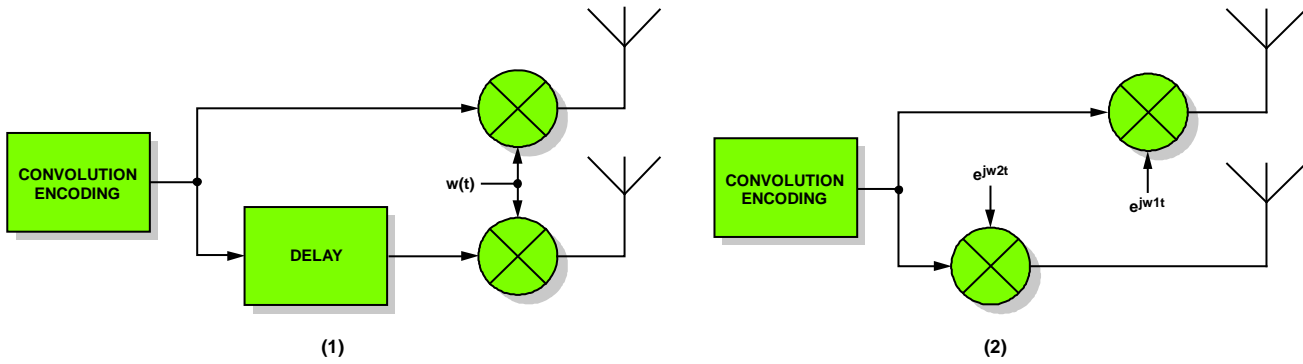 CONVOLUTION
ENCODING
w(t)
DELAY
(1)
CONVOLUTION
ENCODING
e^jw2t
e^jw1t
(2)